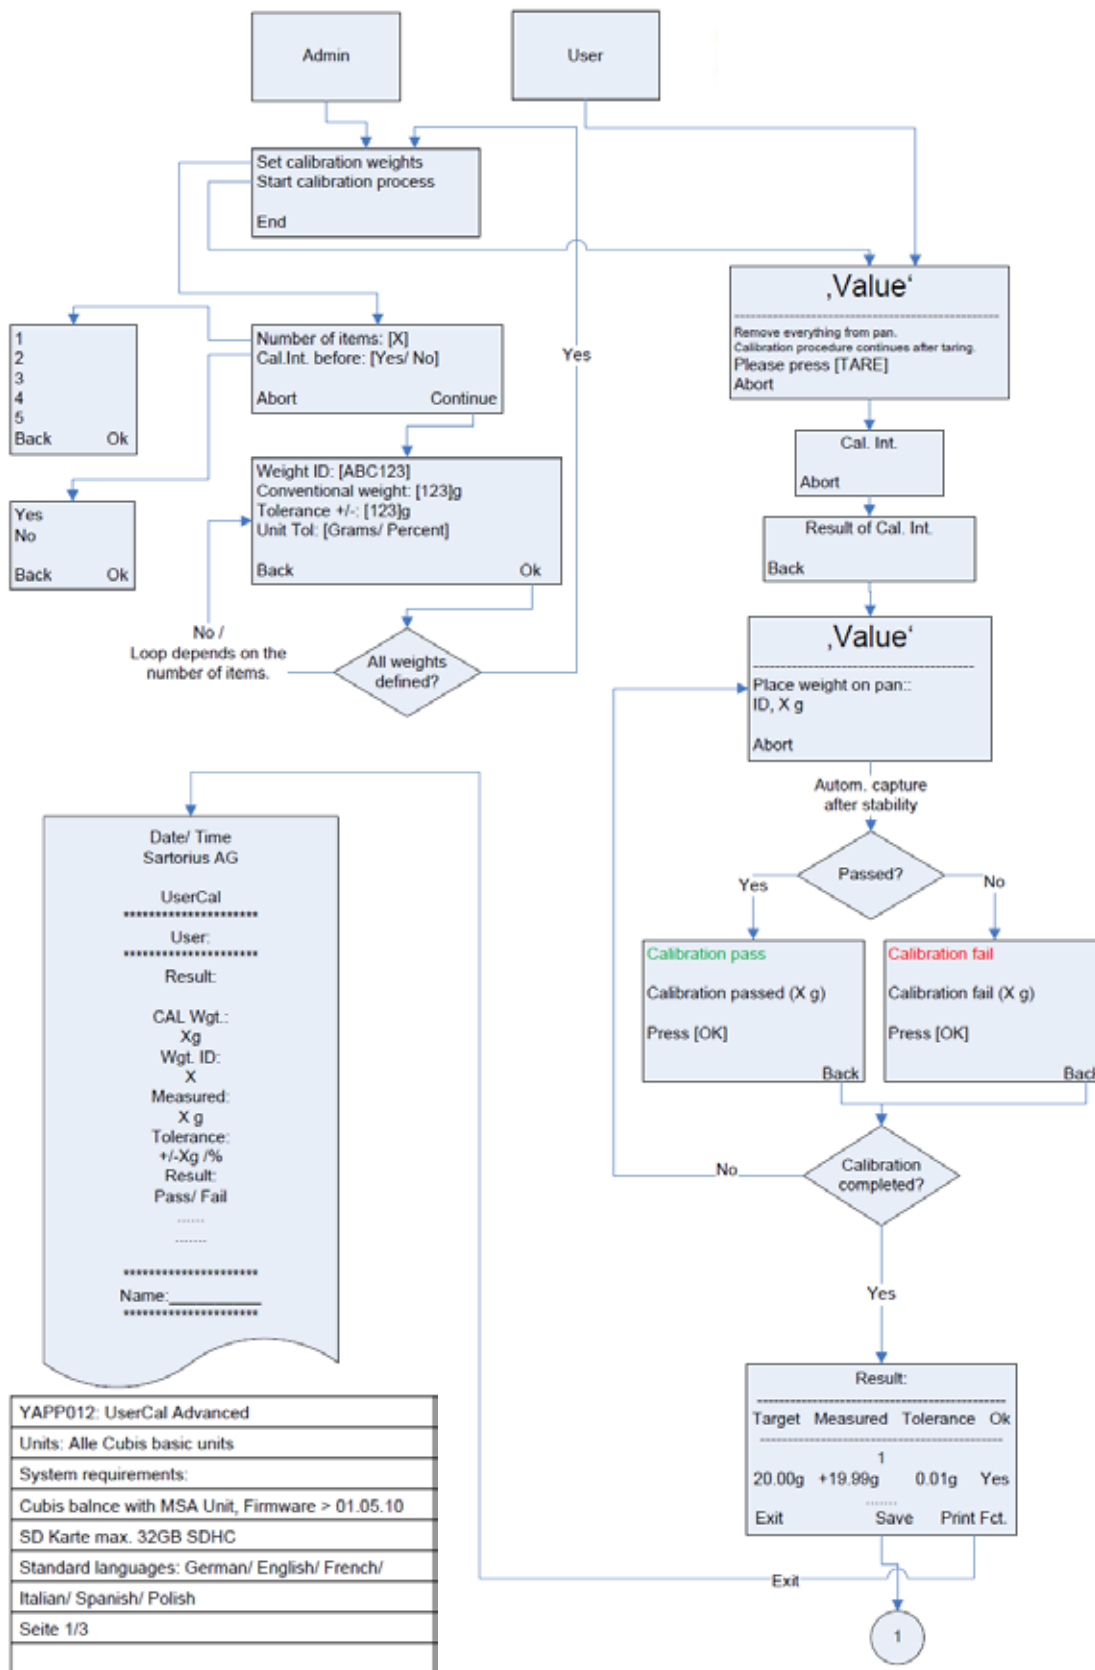 Admin
User
Set calibration weights
Start calibration process
End
‚Value‘
Remove everything from pan.
Calibration procedure continues after taring.
Please press [TARE]
Abort
1
2
3
4
5
Back Ok
Number of items: [X]
Cal.Int. before: [Yes/ No]
Abort Continue
Yes
Cal. Int.
Abort
Weight ID: [ABC123]
Conventional weight: [123]g
Tolerance +/-: [123]g
Unit Tol: [Grams/ Percent]
Back Ok
Yes
No
Back Ok
Result of Cal. Int.
Back
No /
Loop depends on the
number of items.
All weights
defined?
‚Value‘
Place weight on pan::
ID, X g
Abort
Autom. capture
after stability
Passed?
Yes
No
Calibration pass
Calibration passed (X g)
Press [OK]
Back
Calibration fail
Calibration fail (X g)
Press [OK]
Back
Calibration
completed?
No
Yes
Date/ Time
Sartorius AG
UserCal
*********************
User:
*********************
Result:
CAL Wgt.:
Xg
Wgt. ID:
X
Measured:
X g
Tolerance:
+/-Xg /%
Result:
Pass/ Fail
......
.......
*********************
Name:___________
*********************
Result:
Target Measured Tolerance Ok
1
20.00g +19.99g 0.01g Yes
.......
Exit Save Print Fct.
Exit
1
YAPP012: UserCal Advanced
Units: Alle Cubis basic units
System requirements:
Cubis balnce with MSA Unit, Firmware > 01.05.10
SD Karte max. 32GB SDHC
Standard languages: German/ English/ French/
Italian/ Spanish/ Polish
Seite 1/3